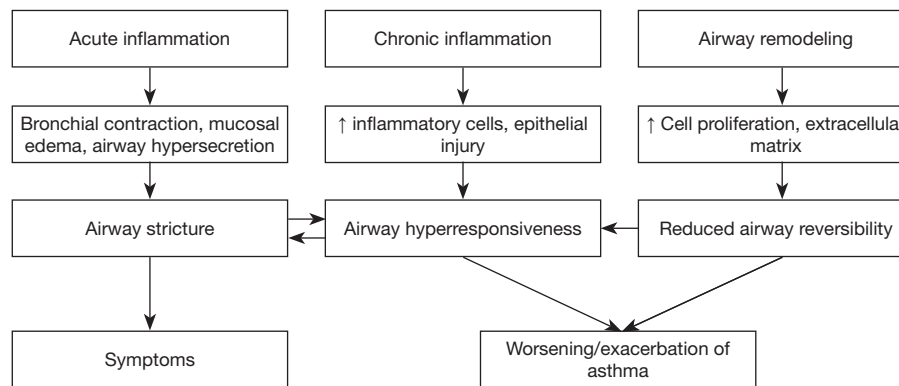 Acute inflammation
Chronic inflammation
Airway remodeling
Bronchial contraction, mucosal
edema, airway hypersecretion
↑ inflammatory cells, epithelial
injury
↑ Cell proliferation, extracellular
matrix
Airway stricture
Airway hyperresponsiveness
Reduced airway reversibility
Symptoms
Worsening/exacerbation of
asthma